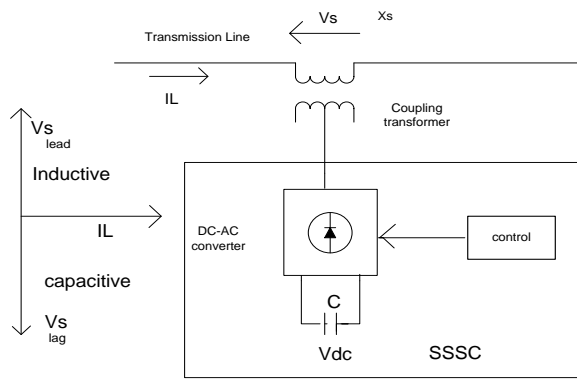 Vs
Xs
Transmission Line
IL
Coupling
transformer
Vs
lead
Inductive
IL
capacitive
Vs
lag
DC-AC
converter
control
C
Vdc
SSSC